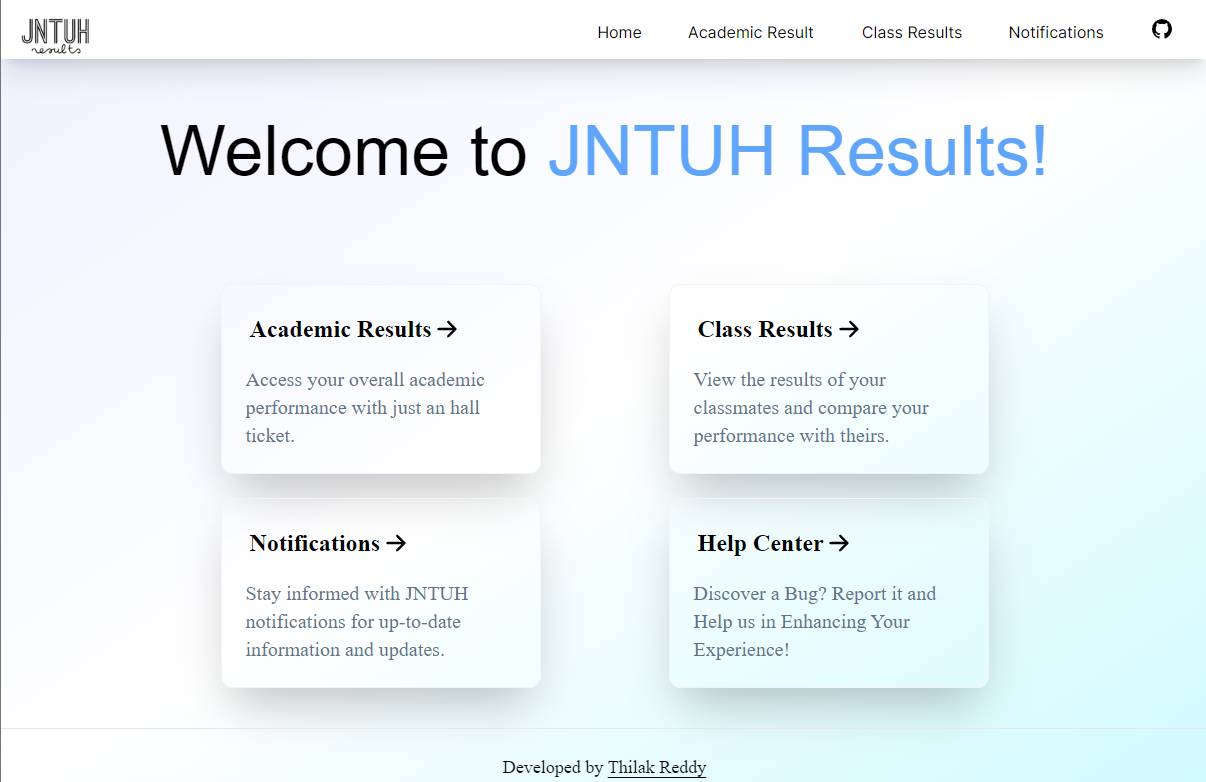 JNTUH
results
Home Academic Result Class Results Notifications
Welcome to JNTUH Results!
Academic Results →
Access your overall academic
performance with just an hall
ticket.
Class Results →
View the results of your
classmates and compare your
performance with theirs.
Notifications →
Stay informed with JNTUH
notifications for up-to-date
information and updates.
Help Center →
Discover a Bug? Report it and
Help us in Enhancing Your
Experience!
Developed by Thilak Reddy